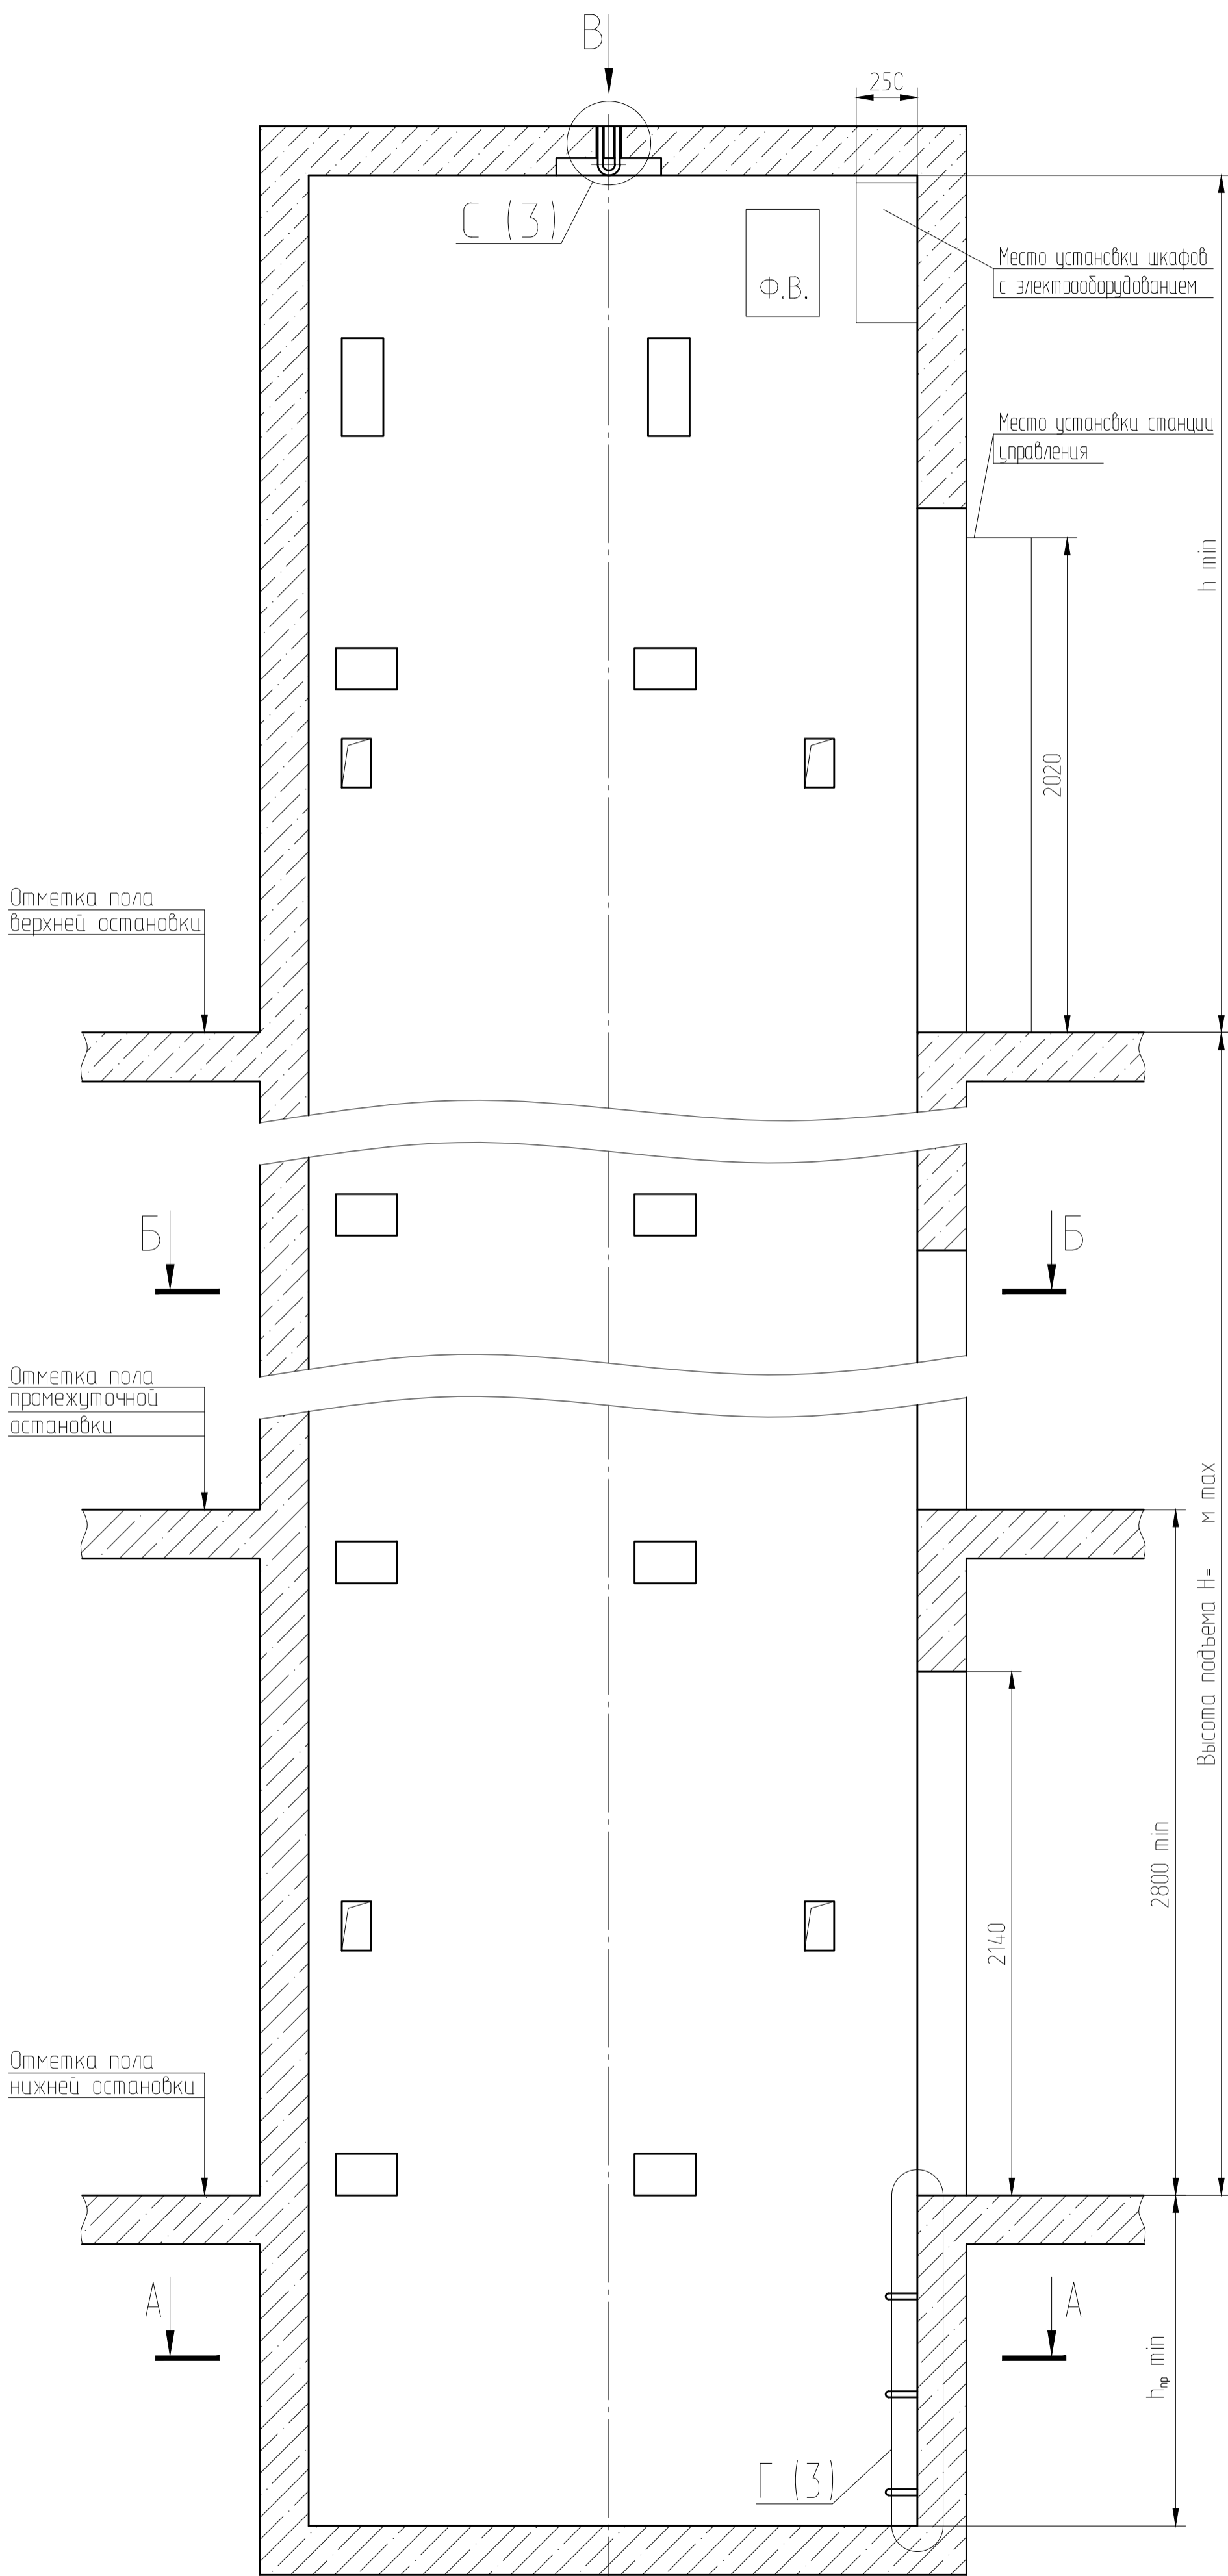 В
250
С (3)
Ф.В.
Место установки шкафов
с электрооборудованием
Место установки станции
управления
h min
2020
Отметка пола
верхней остановки
Б
Б
Отметка пола
промежуточной
остановки
Высота подъема H=    м max
2800 min
2140
Отметка пола
нижней остановки
А
А
hпр min
Г (3)